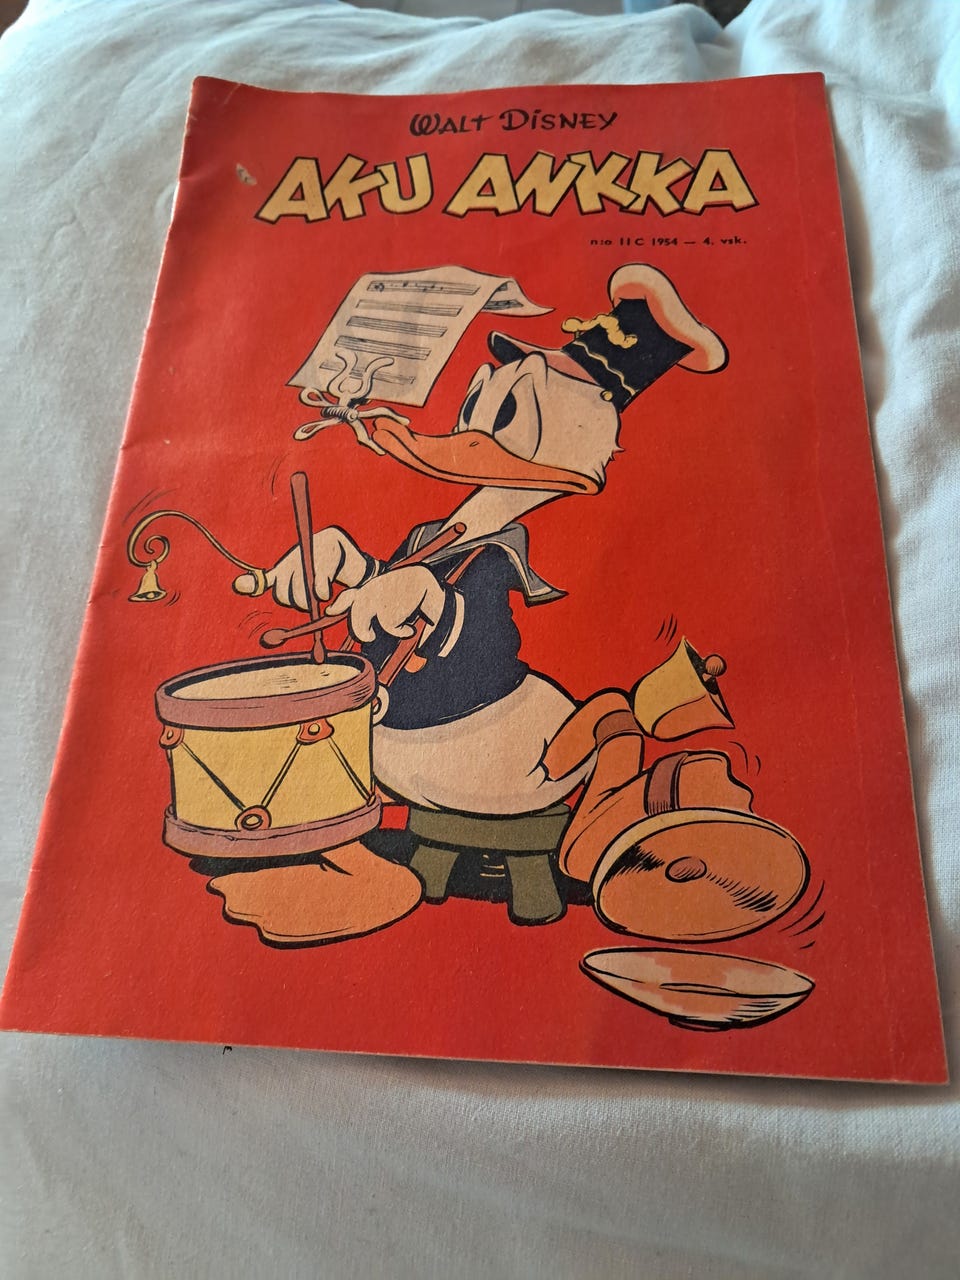 WALT DISNEY
AKU ANKKA
n:o 11 C 1954 — 4. vsk.